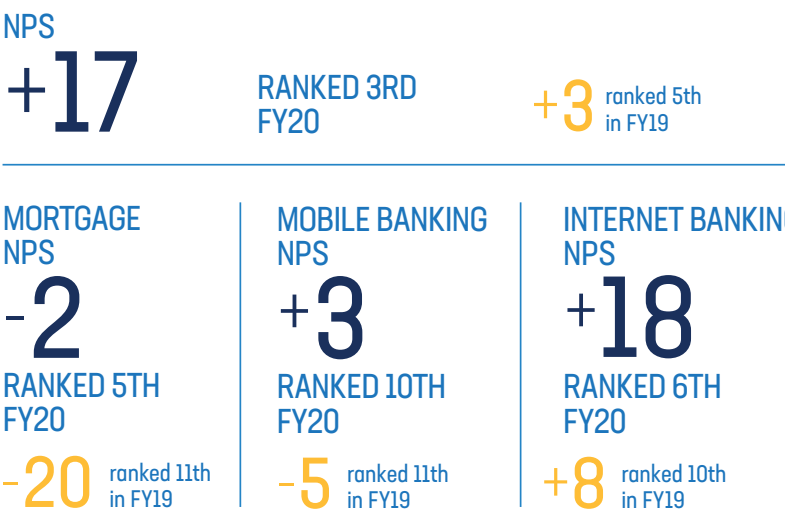 NPS
+17
RANKED 3RD
FY20
+3 ranked 5th
in FY19
MORTGAGE
NPS
-2
RANKED 5TH
FY20
-20 ranked 11th
in FY19
MOBILE BANKING
NPS
+3
RANKED 10TH
FY20
-5 ranked 11th
in FY19
INTERNET BANKING
NPS
+18
RANKED 6TH
FY20
+8 ranked 10th
in FY19